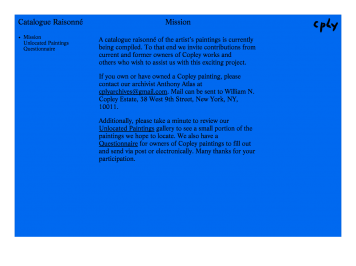 Catalogue Raisonné
Mission
cply
Mission
Unlocated Paintings
Questionnaire
A catalogue raisonné of the artist's paintings is currently
being compiled. To that end we invite contributions from
current and former owners of Copley works and
others who wish to assist us with this exciting project.
If you own or have owned a Copley painting, please
contact our archivist Anthony Atlas at
cplyarchives@gmail.com. Mail can be sent to William N.
Copley Estate, 38 West 9th Street, New York, NY,
10011.
Additionally, please take a minute to review our
Unlocated Paintings gallery to see a small portion of the
paintings we hope to locate. We also have a
Questionnaire for owners of Copley paintings to fill out
and send via post or electronically. Many thanks for your
participation.